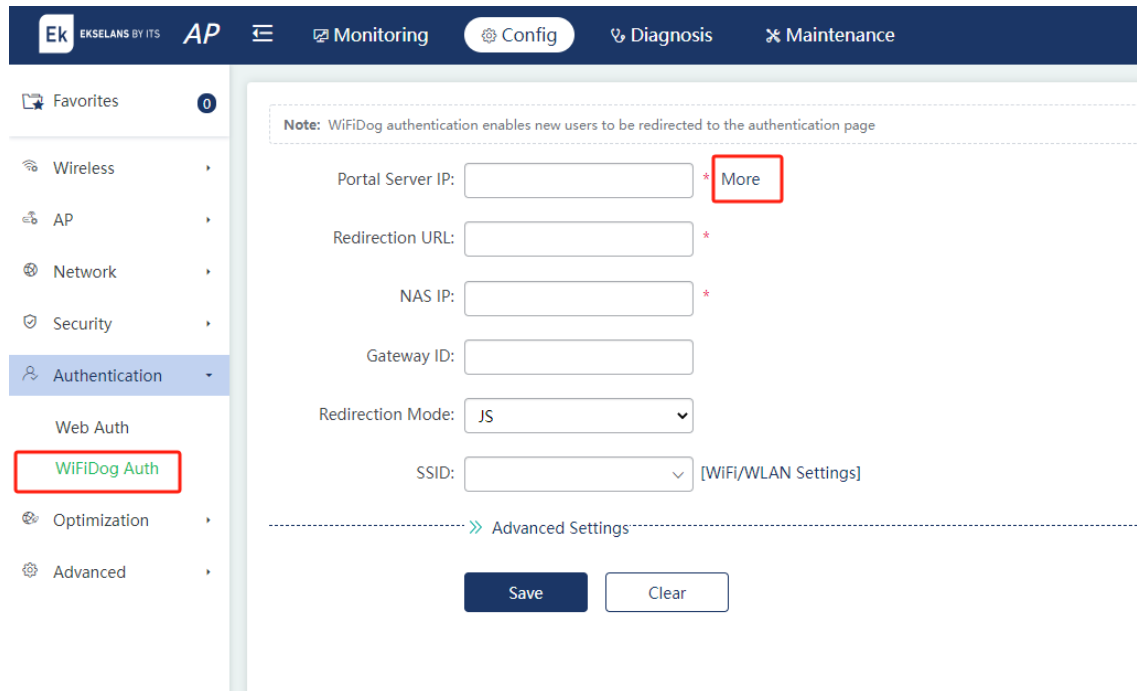 Ek EKSELANS BY ITS AP Monitoring Config Diagnosis Maintenance
Favorites 0
Note: WiFiDog authentication enables new users to be redirected to the authentication page
Wireless
Portal Server IP: * More
AP
Redirection URL: *
Network
NAS IP: *
Security
Gateway ID:
Authentication
Redirection Mode: JS
Web Auth
WiFiDog Auth
SSID: [WiFi/WLAN Settings]
Optimization
Advanced Settings
Advanced
Save Clear